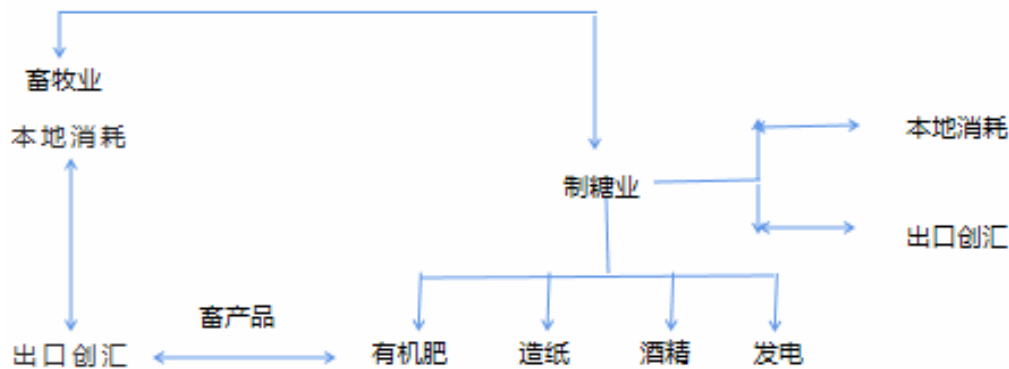 畜牧业
本地消耗
本地消耗
制糖业
出口创汇
畜产品
出口创汇
有机肥
造纸
酒精
发电